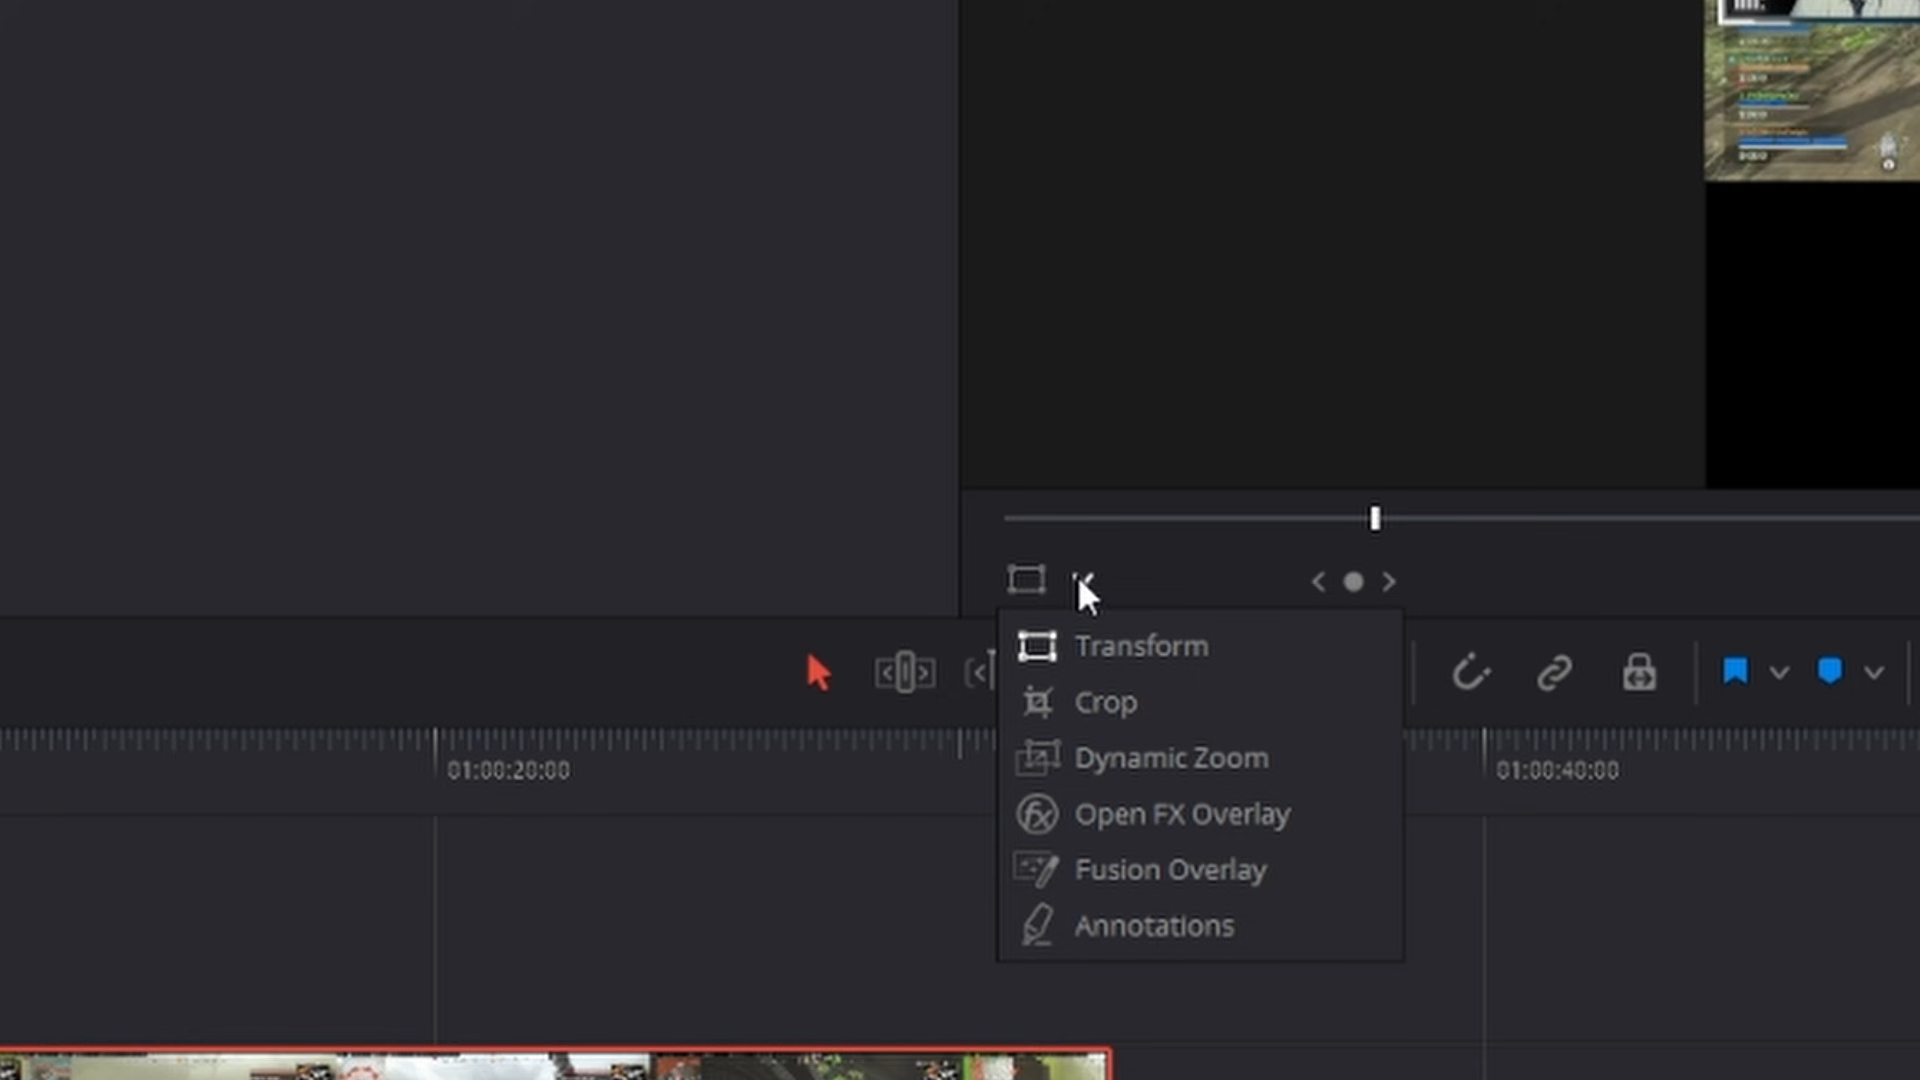 Transform
Crop
Dynamic Zoom
01:00:20:00
01:00:40:00
Open FX Overlay
Fusion Overlay
Annotations